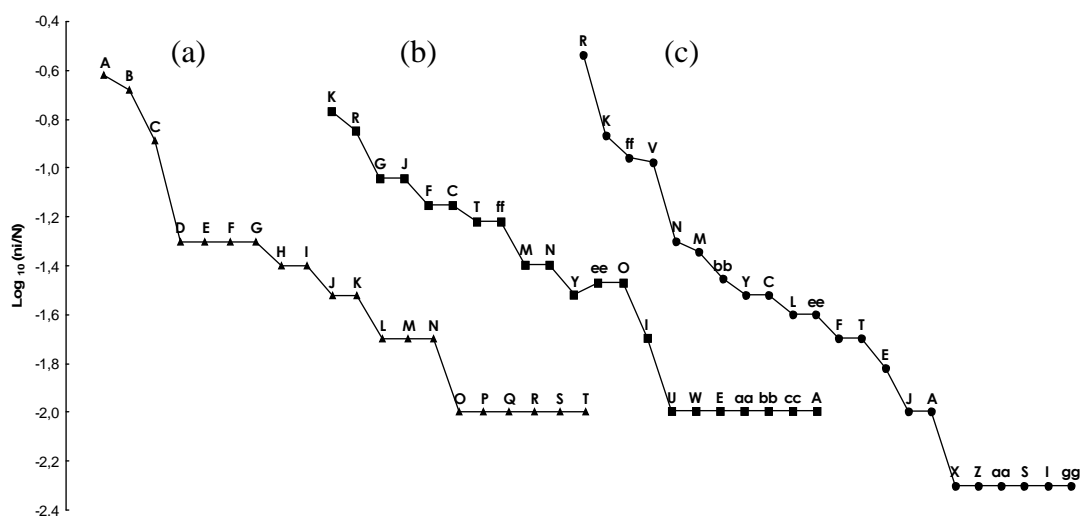 (a) (b) (c)
Log 10 (ni/N)
-0,4
-0,6
-0,8
-1,0
-1,2
-1,4
-1,6
-1,8
-2,0
-2,2
-2,4
A B C D E F G H I J K L M N O P Q R S T
K R G J F C T ff M N Y ee O I U W E aa bb cc A
R K ff V N M bb Y C L ee F T E J A X Z aa S I gg